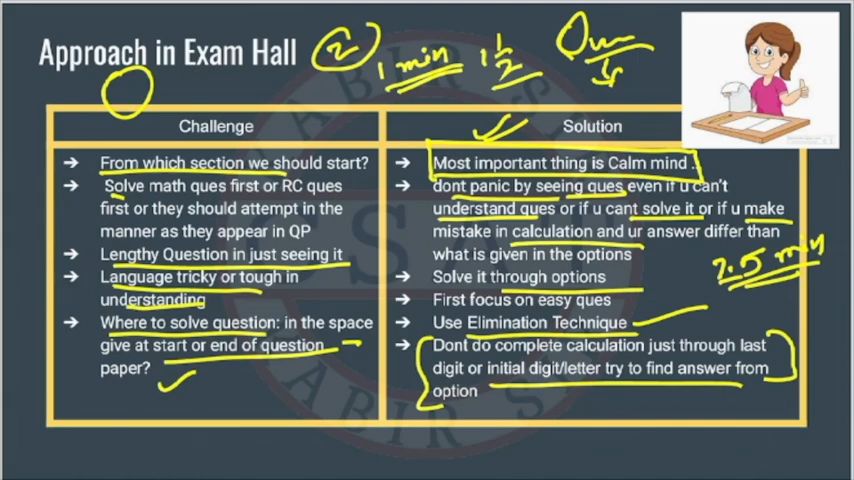 Approach in Exam Hall
2
1 min
1 1/2
2.5 min
Challenge
→ From which section we should start?
→ Solve math ques first or RC ques
first or they should attempt in the
manner as they appear in QP
→ Lengthy Question in just seeing it
→ Language tricky or tough in
understanding
→ Where to solve question: in the space
give at start or end of question
paper?
Solution
→ Most important thing is Calm mind ..
→ dont panic by seeing ques even if u can't
understand ques or if u cant solve it or if u make
mistake in calculation and ur answer differ than
what is given in the options
→ Solve it through options
→ First focus on easy ques
→ Use Elimination Technique
→ Dont do complete calculation just through last
digit or initial digit/letter try to find answer from
option
CSAT